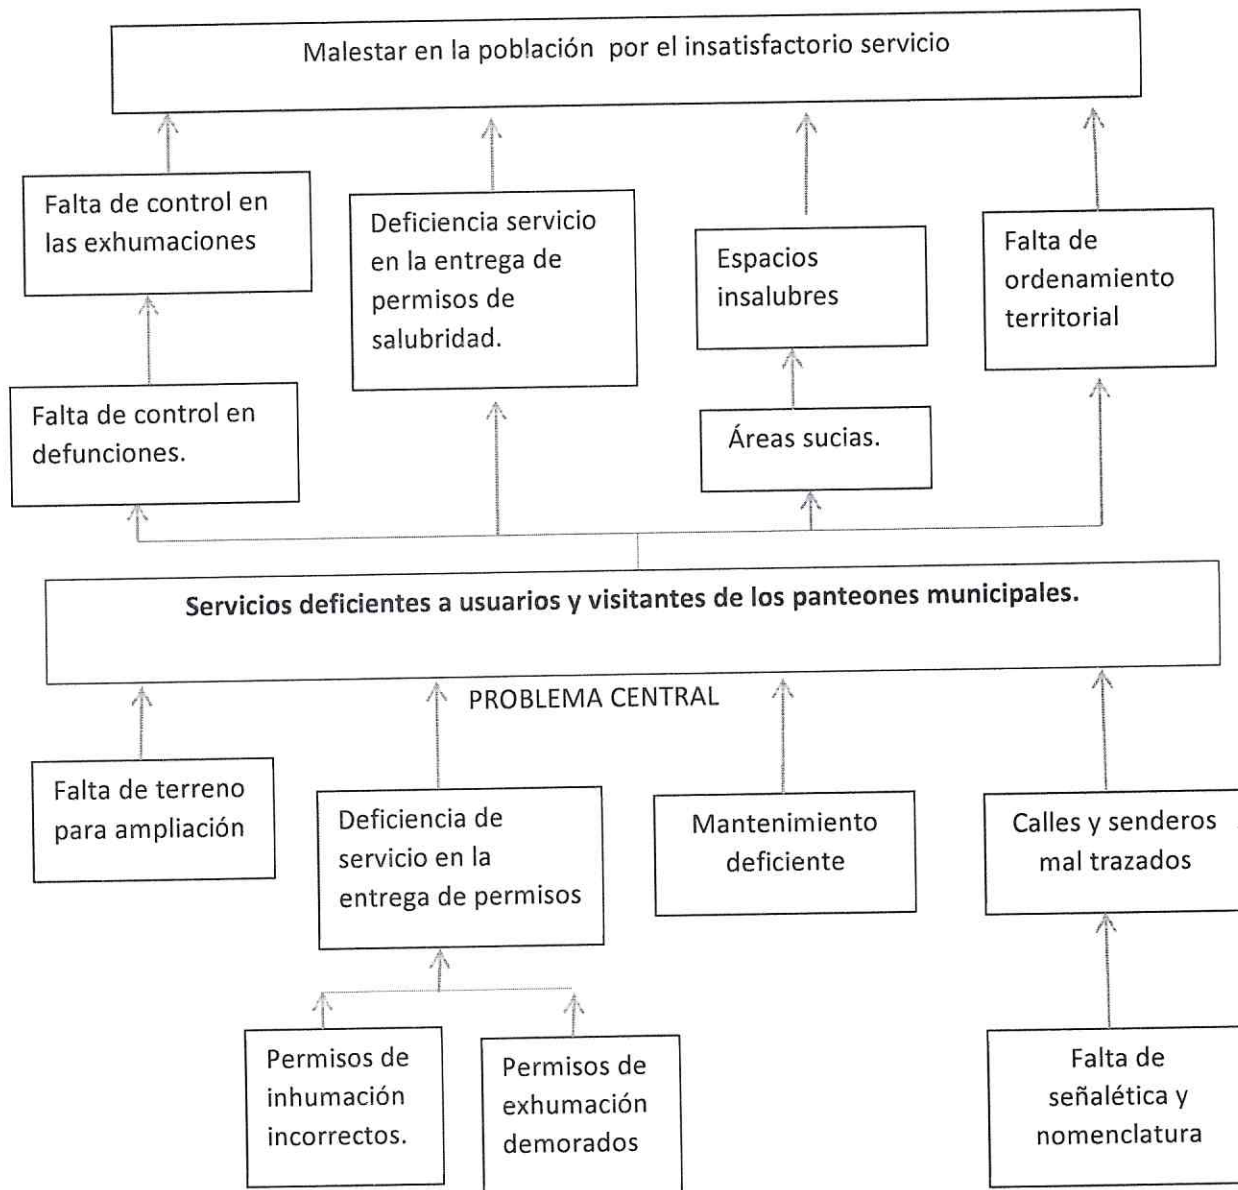 Malestar en la población por el insatisfactorio servicio
Falta de control en
las exhumaciones
Deficiencia servicio
en la entrega de
permisos de
salubridad.
Espacios
insalubres
Falta de
ordenamiento
territorial
Falta de control en
defunciones.
Áreas sucias.
Servicios deficientes a usuarios y visitantes de los panteones municipales.
PROBLEMA CENTRAL
Falta de terreno
para ampliación
Deficiencia de
servicio en la
entrega de permisos
Mantenimiento
deficiente
Calles y senderos
mal trazados
Permisos de
inhumación
incorrectos.
Permisos de
exhumación
demorados
Falta de
señalética y
nomenclatura